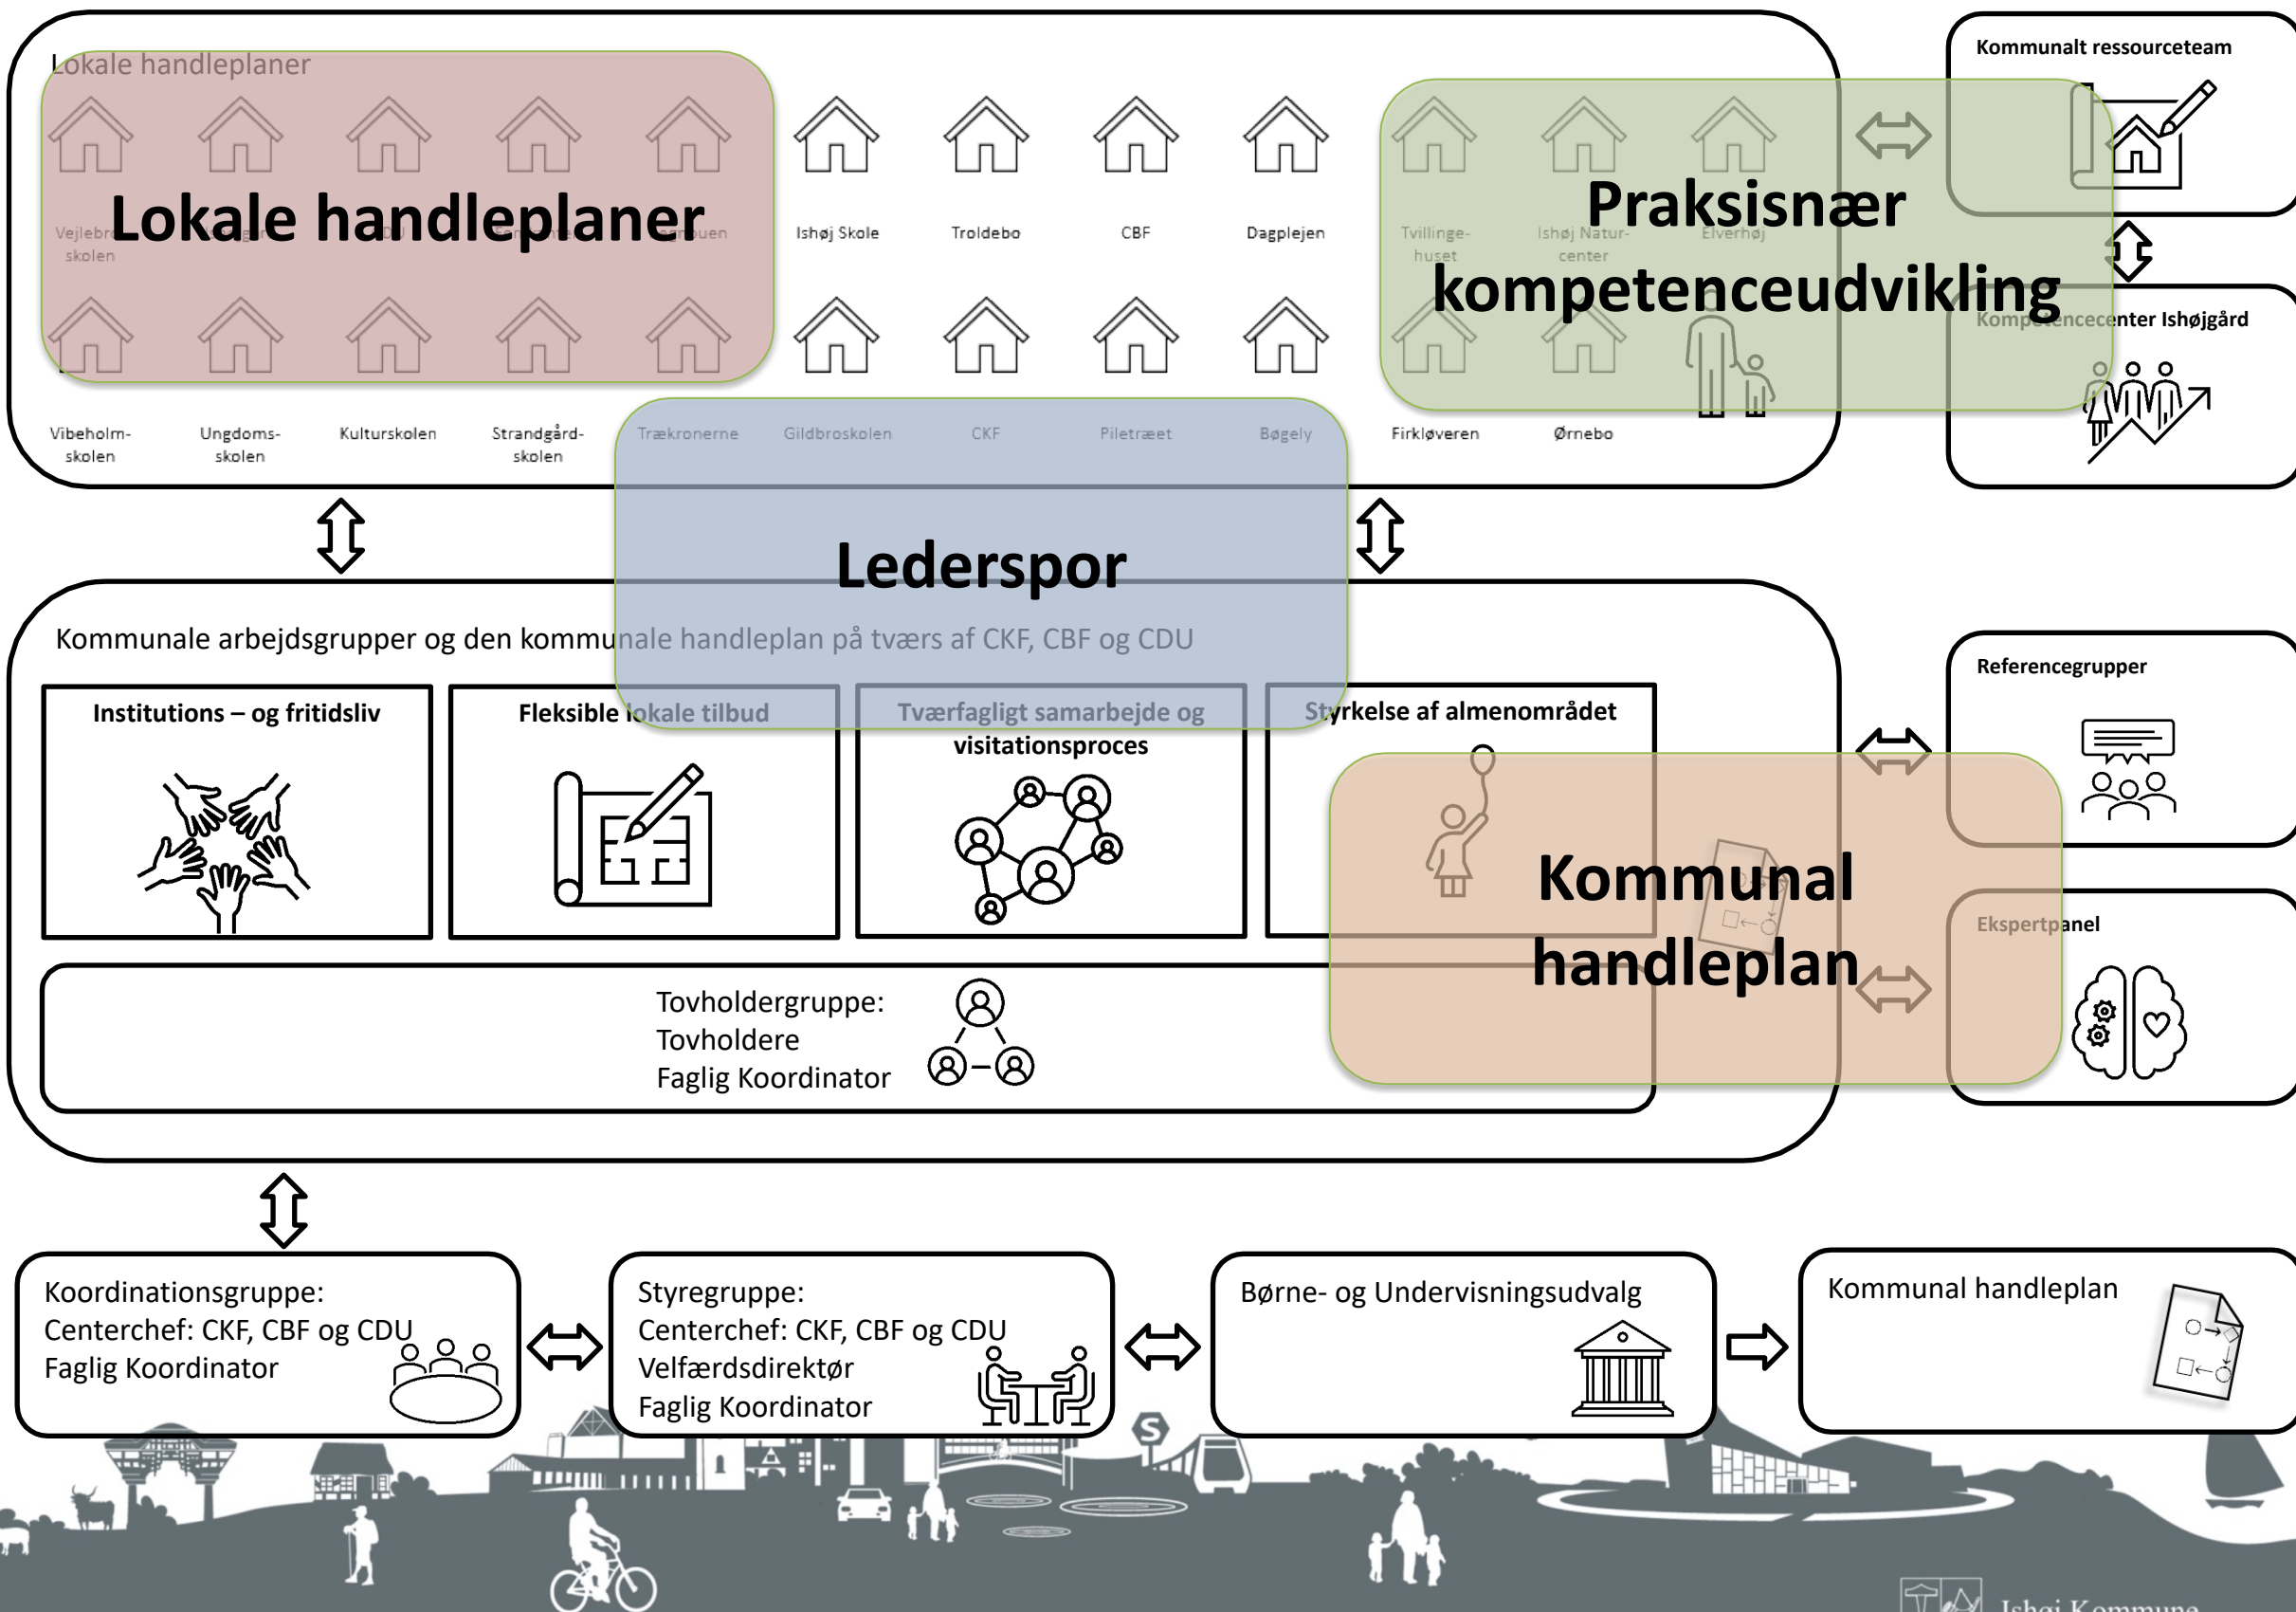 Lokale handleplaner
Kommunalt ressourceteam
Lokale handleplaner
Praksisnær
kompetenceudvikling
Vejlebro-
skolen
CDU
Ishøj Skole
Troldebo
CBF
Dagplejen
Tvillinge-
huset
Ishøj Natur-
center
Elverhøj
Kompetencecenter Ishøjgård
Vibeholm-
skolen
Ungdoms-
skolen
Kulturskolen
Strandgård-
skolen
Trækronerne
Gildbroskolen
CKF
Piletræet
Bøgely
Firkløveren
Ørnebo
Lederspor
Kommunale arbejdsgrupper og den kommunale handleplan på tværs af CKF, CBF og CDU
Referencegrupper
Institutions – og fritidsliv
Fleksible lokale tilbud
Tværfagligt samarbejde og
visitationsproces
Styrkelse af almenområdet
Kommunal
handleplan
Ekspertpanel
Tovholdergruppe:
Tovholdere
Faglig Koordinator
Koordinationsgruppe:
Centerchef: CKF, CBF og CDU
Faglig Koordinator
Styregruppe:
Centerchef: CKF, CBF og CDU
Velfærdsdirektør
Faglig Koordinator
Børne- og Undervisningsudvalg
Kommunal handleplan
S
Ishøj Kommune